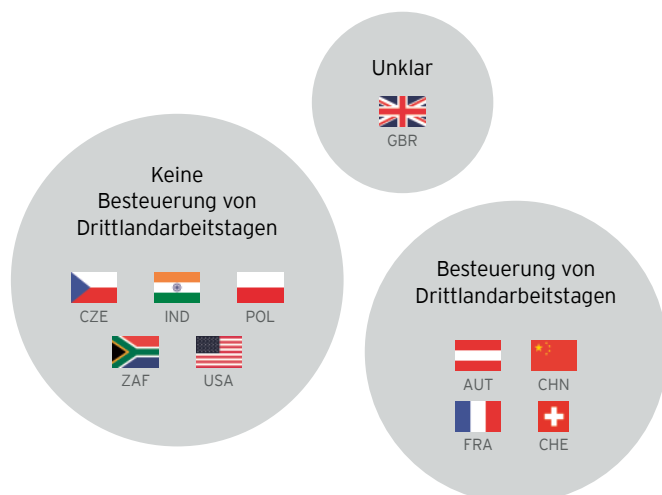 Unklar
GBR
Keine
Besteuerung von
Drittlandarbeitstagen
CZE IND POL
ZAF USA
Besteuerung von
Drittlandarbeitstagen
AUT CHN
FRA CHE